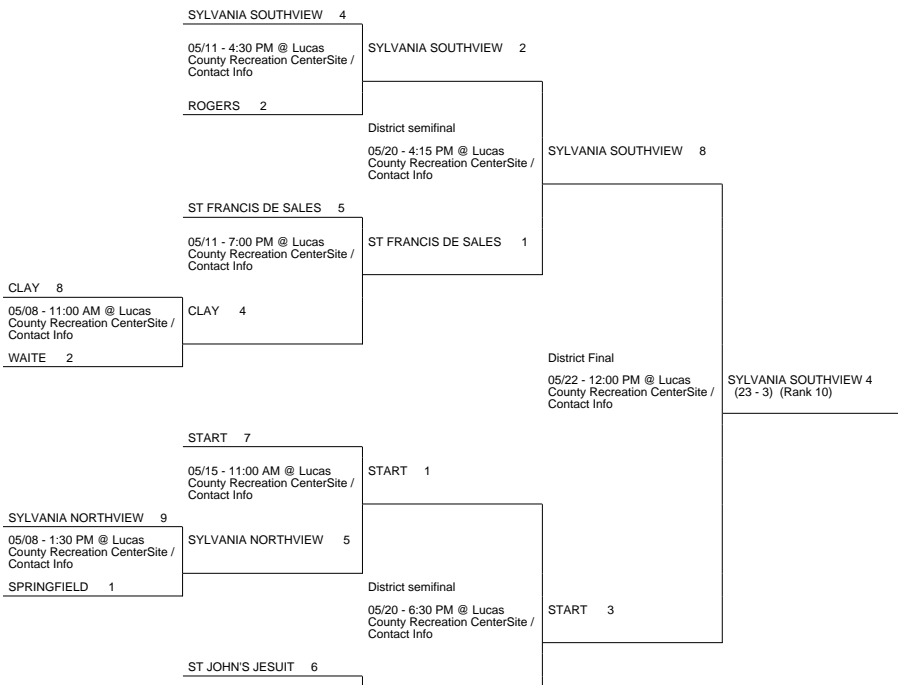 SYLVANIA SOUTHVIEW 4
05/11 - 4:30 PM @ Lucas
County Recreation CenterSite /
Contact Info
SYLVANIA SOUTHVIEW 2
ROGERS 2
District semifinal
05/20 - 4:15 PM @ Lucas
County Recreation CenterSite /
Contact Info
SYLVANIA SOUTHVIEW 8
ST FRANCIS DE SALES 5
05/11 - 7:00 PM @ Lucas
County Recreation CenterSite /
Contact Info
ST FRANCIS DE SALES 1
CLAY 8
05/08 - 11:00 AM @ Lucas
County Recreation CenterSite /
Contact Info
CLAY 4
WAITE 2
District Final
05/22 - 12:00 PM @ Lucas
County Recreation CenterSite /
Contact Info
SYLVANIA SOUTHVIEW 4
(23 - 3) (Rank 10)
START 7
05/15 - 11:00 AM @ Lucas
County Recreation CenterSite /
Contact Info
START 1
SYLVANIA NORTHVIEW 9
05/08 - 1:30 PM @ Lucas
County Recreation CenterSite /
Contact Info
SYLVANIA NORTHVIEW 5
SPRINGFIELD 1
District semifinal
05/20 - 6:30 PM @ Lucas
County Recreation CenterSite /
Contact Info
START 3
ST JOHN'S JESUIT 6